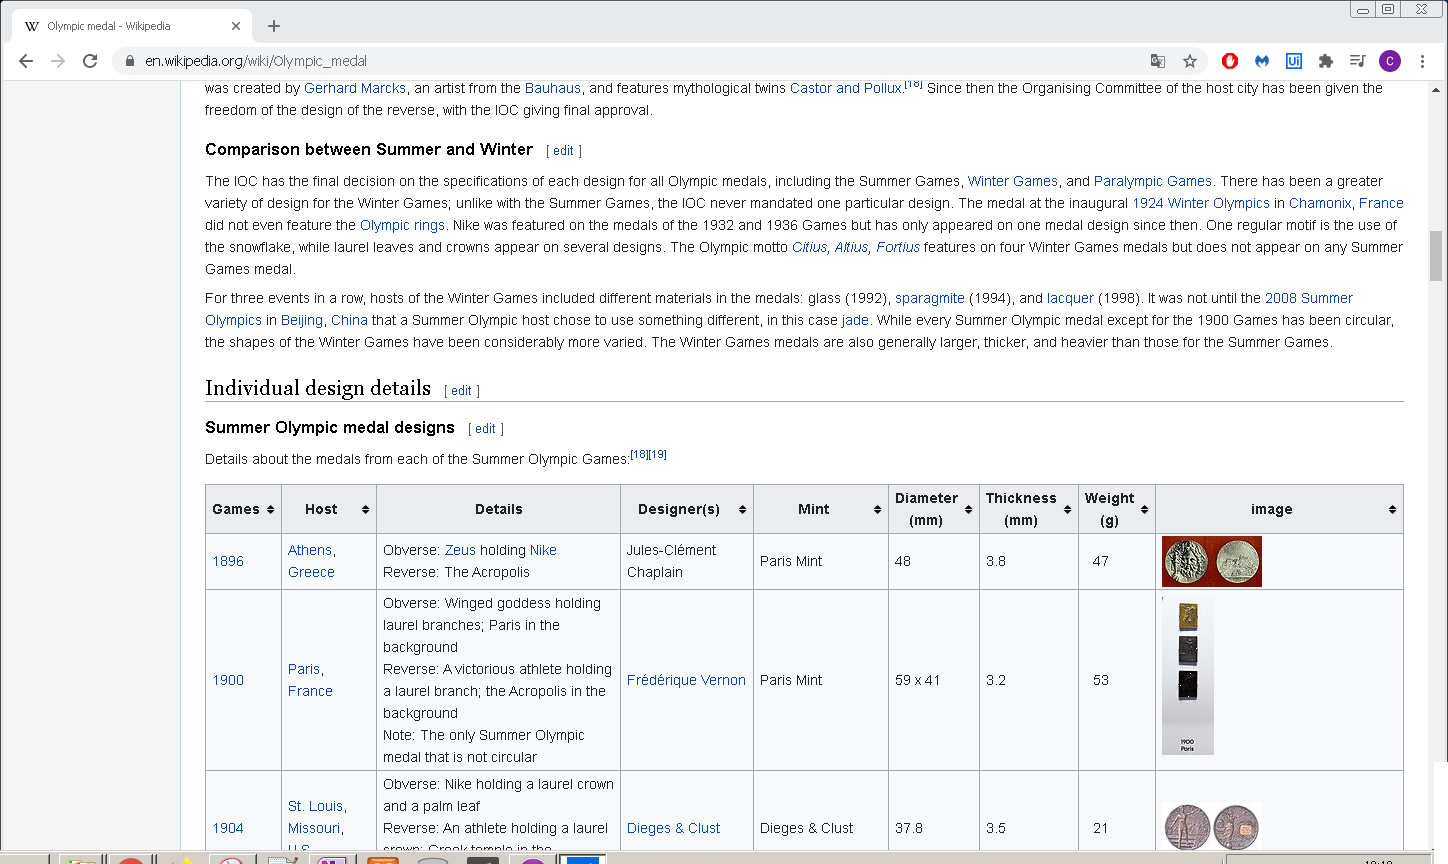 Olympic medal - Wikipedia
en.wikipedia.org/wiki/Olympic_medal
was created by Gerhard Marcks, an artist from the Bauhaus, and features mythological twins Castor and Pollux.[18] Since then the Organising Committee of the host city has been given the
freedom of the design of the reverse, with the IOC giving final approval.
Comparison between Summer and Winter [ edit ]
The IOC has the final decision on the specifications of each design for all Olympic medals, including the Summer Games, Winter Games, and Paralympic Games. There has been a greater
variety of design for the Winter Games; unlike with the Summer Games, the IOC never mandated one particular design. The medal at the inaugural 1924 Winter Olympics in Chamonix, France
did not even feature the Olympic rings. Nike was featured on the medals of the 1932 and 1936 Games but has only appeared on one medal design since then. One regular motif is the use of
the snowflake, while laurel leaves and crowns appear on several designs. The Olympic motto Citius, Altius, Fortius features on four Winter Games medals but does not appear on any Summer
Games medal.
For three events in a row, hosts of the Winter Games included different materials in the medals: glass (1992), sparagmite (1994), and lacquer (1998). It was not until the 2008 Summer
Olympics in Beijing, China that a Summer Olympic host chose to use something different, in this case jade. While every Summer Olympic medal except for the 1900 Games has been circular,
the shapes of the Winter Games have been considerably more varied. The Winter Games medals are also generally larger, thicker, and heavier than those for the Summer Games.
Individual design details [ edit ]
Summer Olympic medal designs [ edit ]
Details about the medals from each of the Summer Olympic Games:[18][19]
Games Host Details Designer(s) Mint Diameter (mm) Thickness (mm) Weight (g) image
1896
Athens,
Greece
Obverse: Zeus holding Nike
Reverse: The Acropolis
Jules-Clément
Chaplain
Paris Mint
48
3.8
47
1900
Paris,
France
Obverse: Winged goddess holding
laurel branches; Paris in the
background
Reverse: A victorious athlete holding
a laurel branch; the Acropolis in the
background
Note: The only Summer Olympic
medal that is not circular
Frédérique Vernon
Paris Mint
59 x 41
3.2
53
1900
Paris
1904
St. Louis,
Missouri,
U.S.
Obverse: Nike holding a laurel crown
and a palm leaf
Reverse: An athlete holding a laurel
crown; Greek temple in the
Dieges & Clust
Dieges & Clust
37.8
3.5
21
C
Ui